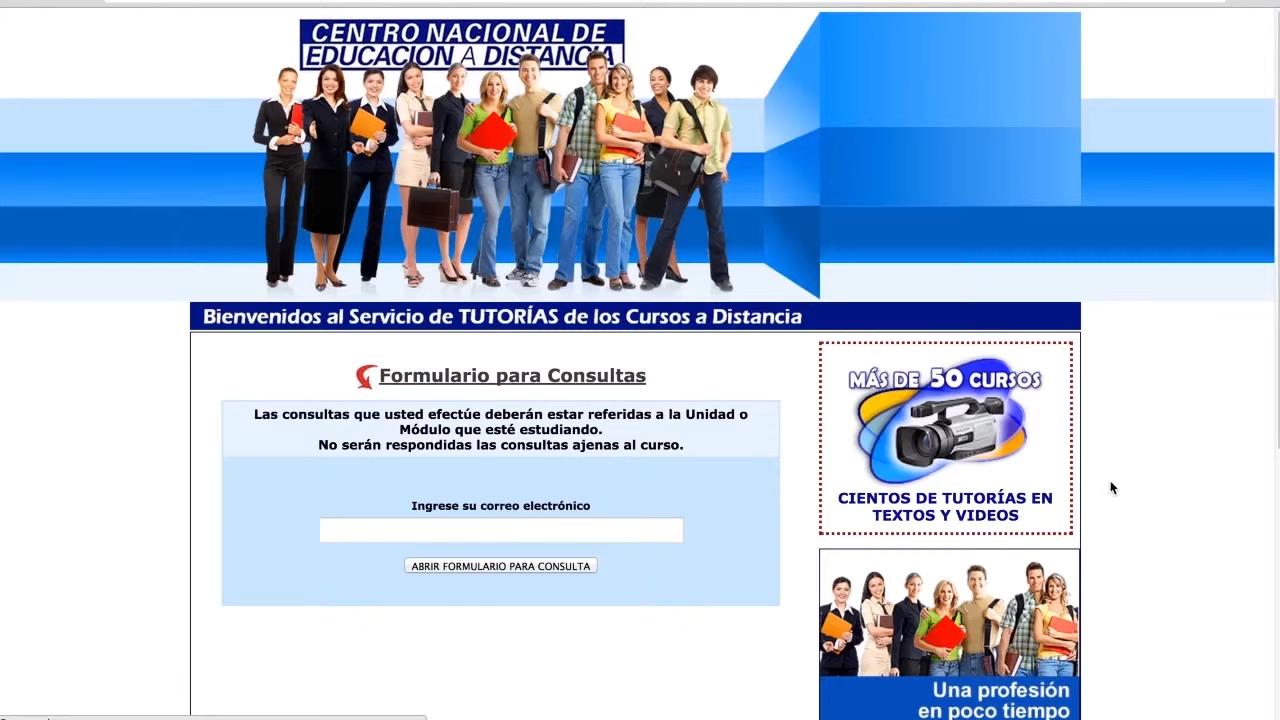 CENTRO NACIONAL DE
EDUCACION A DISTANCIA
Bienvenidos al Servicio de TUTORÍAS de los Cursos a Distancia
Formulario para Consultas
Las consultas que usted efectúe deberán estar referidas a la Unidad o
Módulo que esté estudiando.
No serán respondidas las consultas ajenas al curso.
Ingrese su correo electrónico
ABRIR FORMULARIO PARA CONSULTA
MÁS DE 50 CURSOS
CIENTOS DE TUTORÍAS EN
TEXTOS Y VIDEOS
Una profesión
en poco tiempo